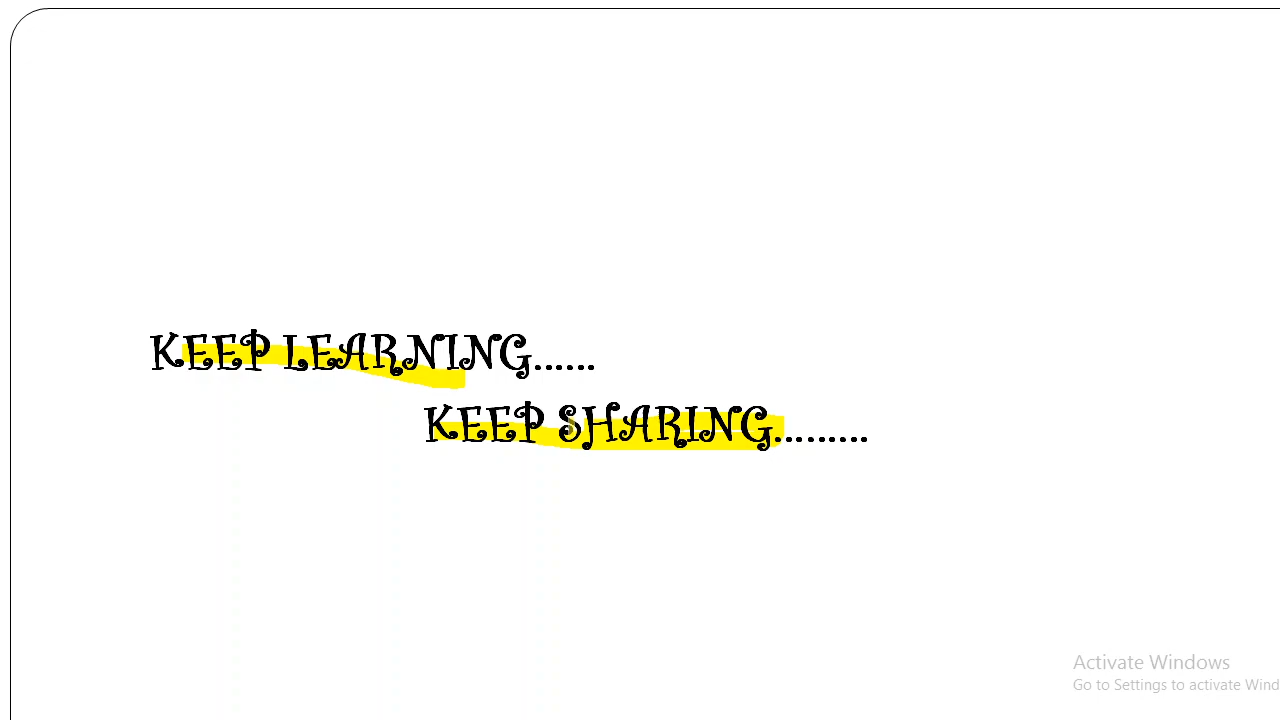 KEEP LEARNING......
KEEP SHARING.........
Activate Windows
Go to Settings to activate Wind